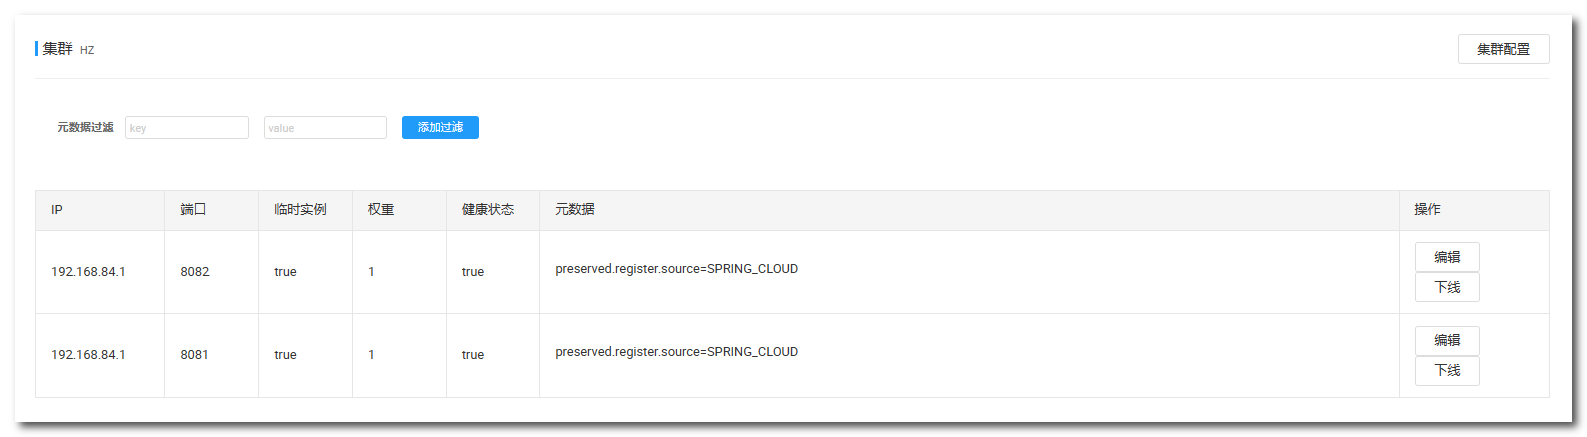 集群 HZ 集群配置
元数据过滤 key value 添加过滤
IP 端口 临时实例 权重 健康状态 元数据 操作
192.168.84.1 8082 true 1 true preserved.register.source=SPRING_CLOUD 编辑
下线
192.168.84.1 8081 true 1 true preserved.register.source=SPRING_CLOUD 编辑
下线